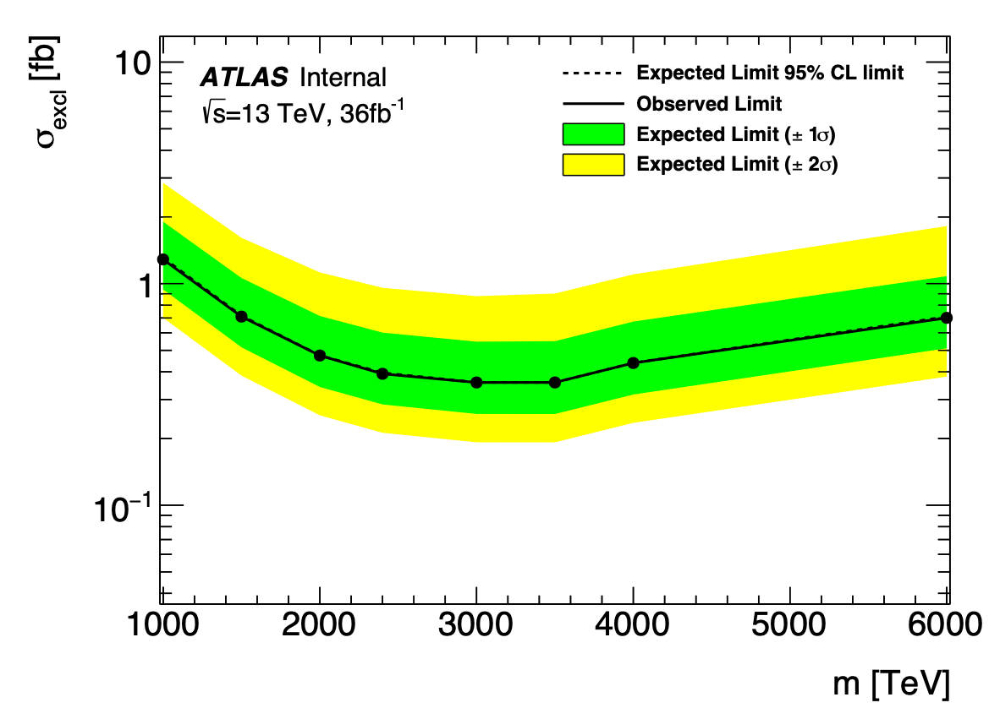 σexcl [fb]
10
1
10−1
ATLAS Internal
√s=13 TeV, 36fb-1
Expected Limit 95% CL limit
Observed Limit
Expected Limit (± 1σ)
Expected Limit (± 2σ)
1000 2000 3000 4000 5000 6000
m [TeV]